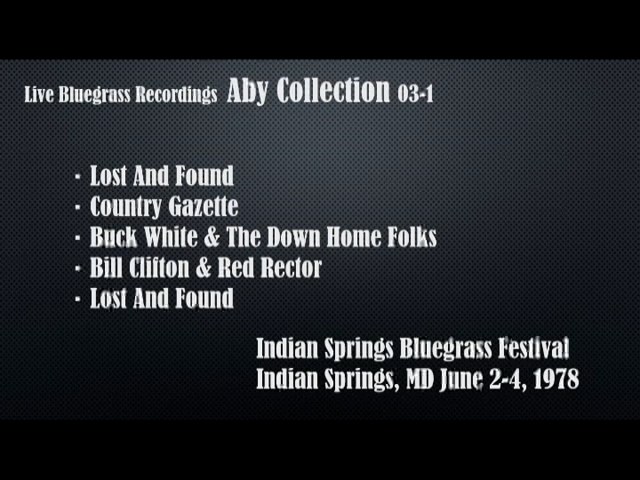 Live Bluegrass Recordings Aby Collection 03-1
• Lost And Found
• Country Gazette
• Buck White & The Down Home Folks
• Bill Clifton & Red Rector
• Lost And Found
Indian Springs Bluegrass Festival
Indian Springs, MD June 2-4, 1978